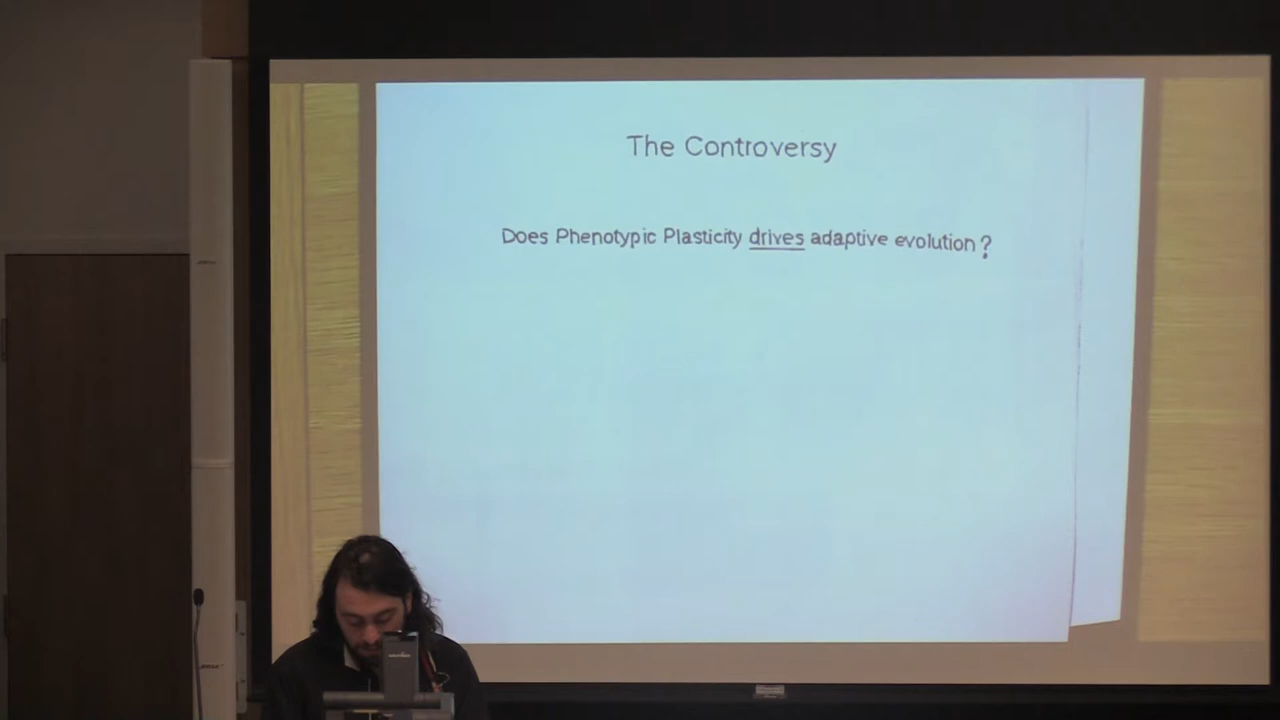 The Controversy
Does Phenotypic Plasticity drives adaptive evolution?